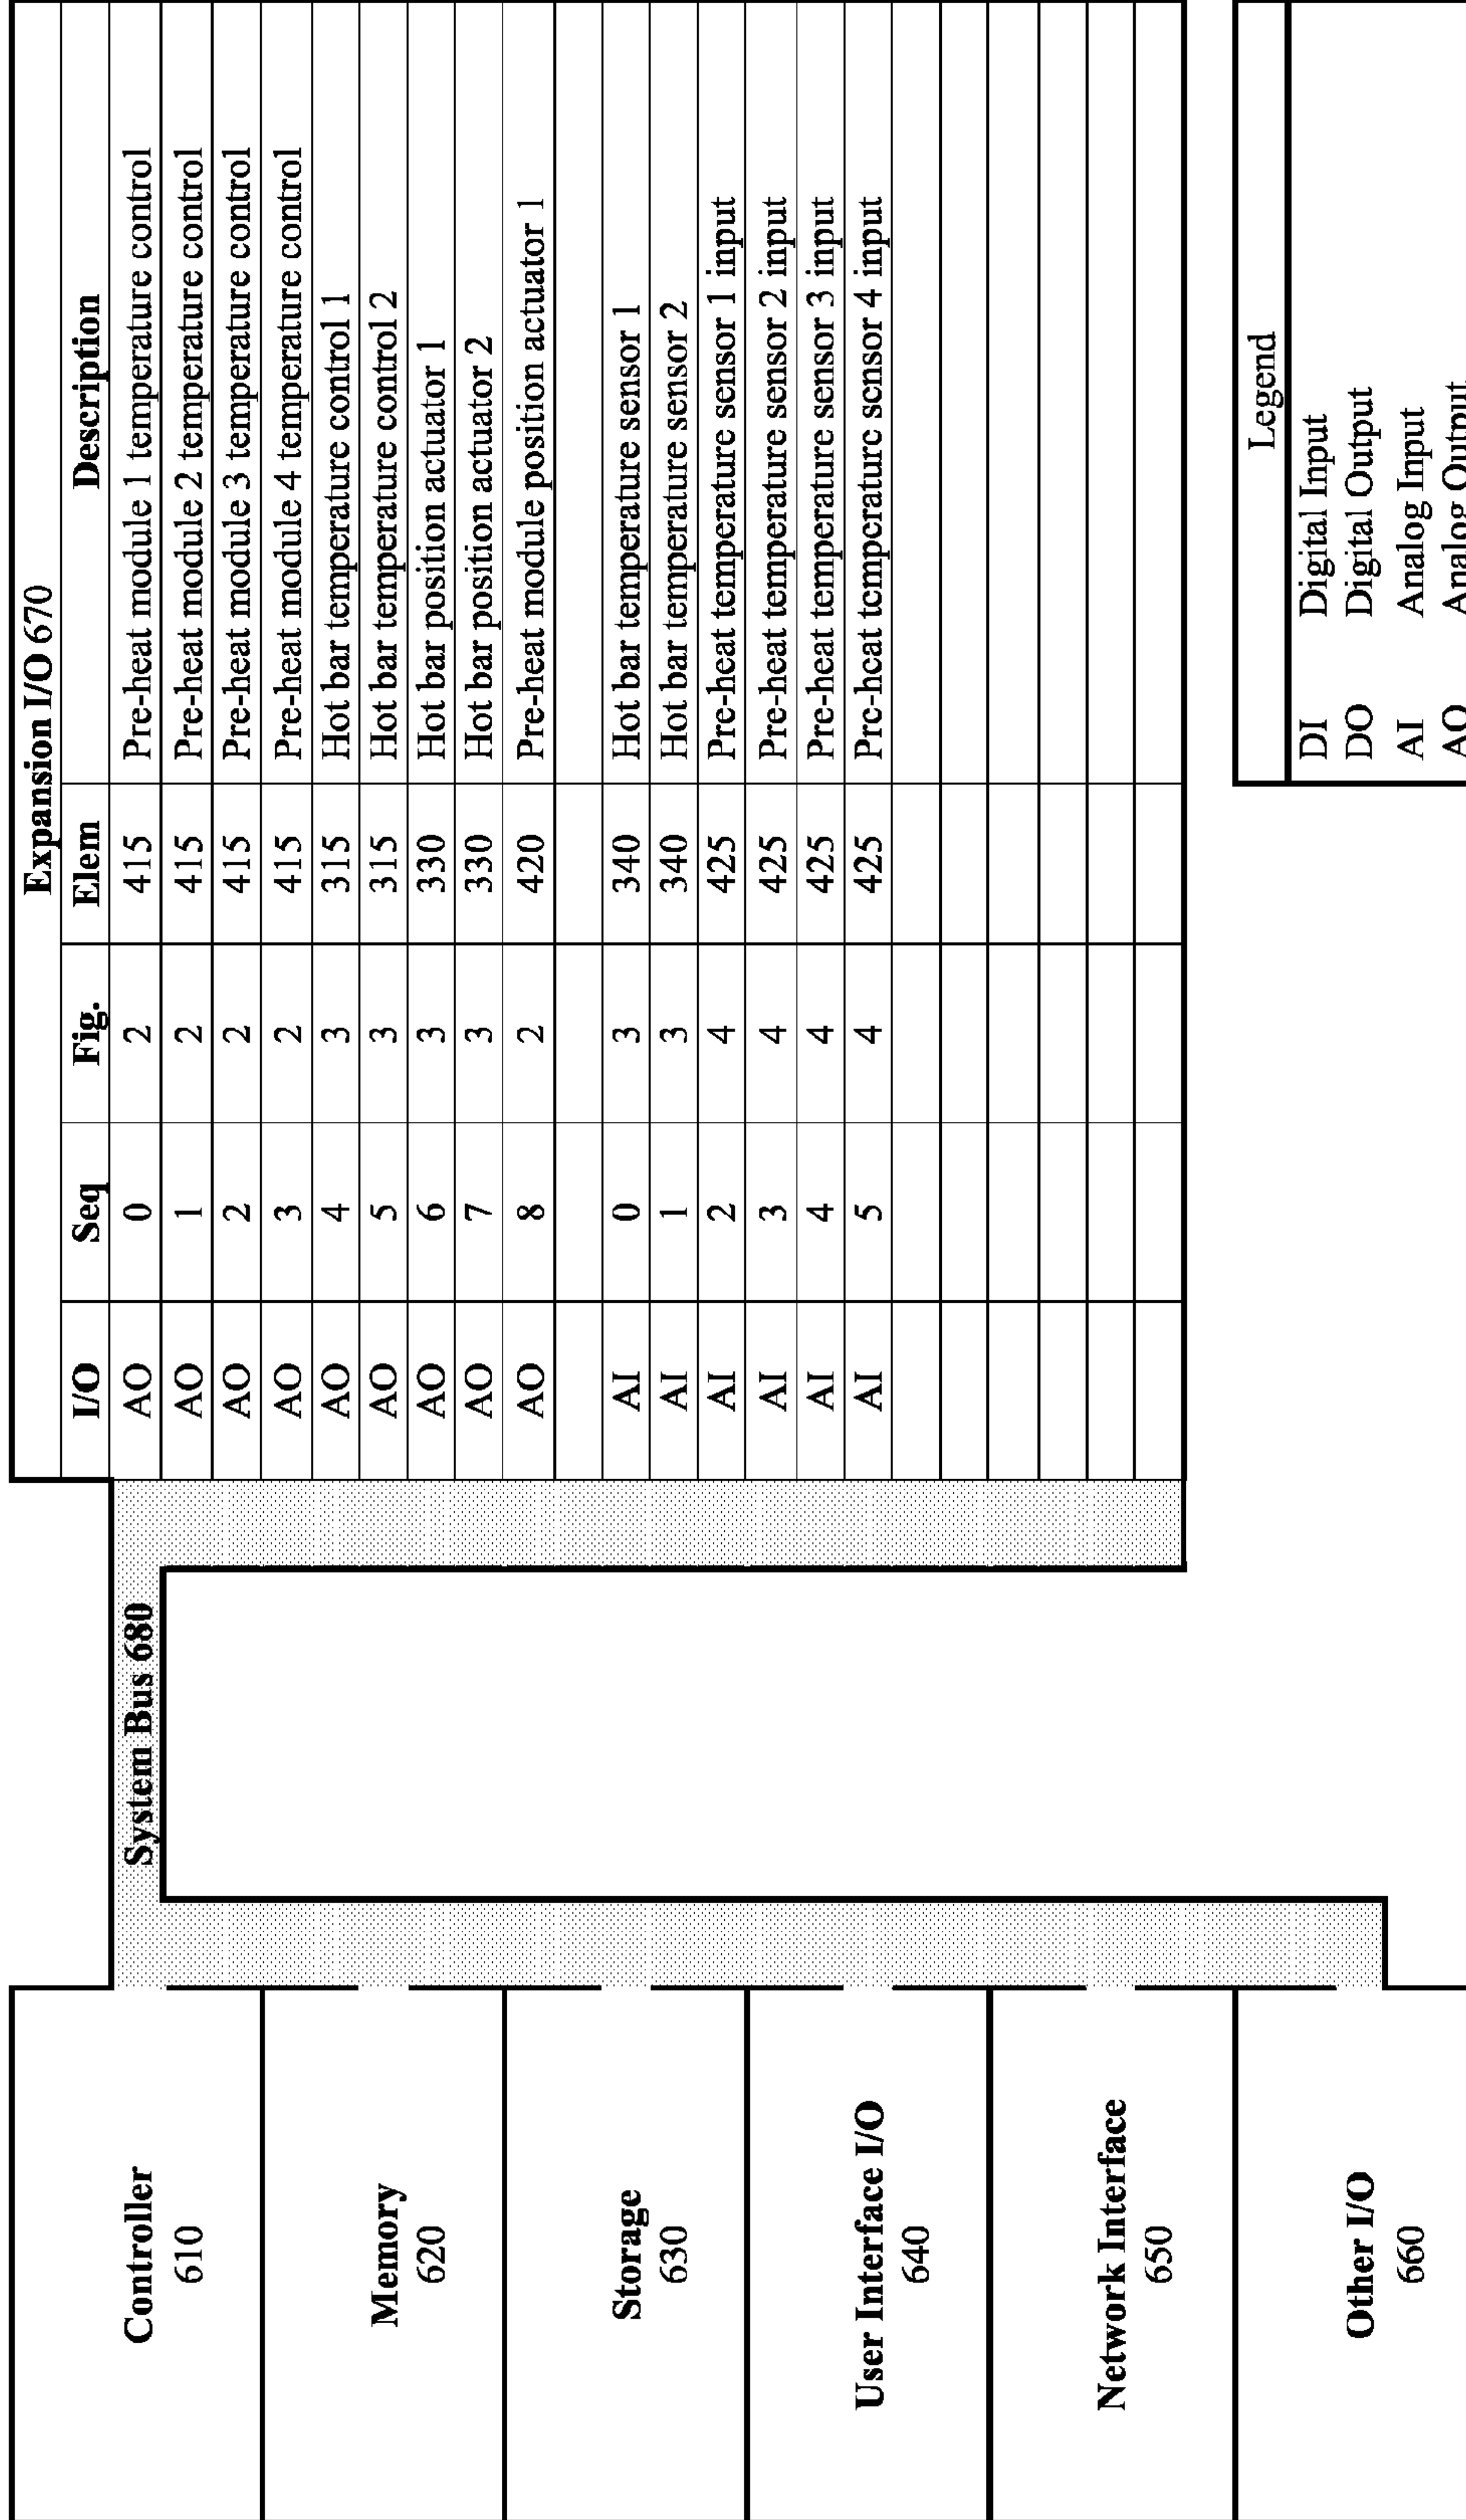 Controller
610
Memory
620
Storage
630
User Interface I/O
640
Network Interface
650
Other I/O
660
System Bus 680
Expansion I/O 670
I/O Seq Fig. Elem Description
AO 0 2 415 Pre-heat module 1 temperature control
AO 1 2 415 Pre-heat module 2 temperature control
AO 2 2 415 Pre-heat module 3 temperature control
AO 3 2 415 Pre-heat module 4 temperature control
AO 4 3 315 Hot bar temperature control 1
AO 5 3 315 Hot bar temperature control 2
AO 6 3 330 Hot bar position actuator 1
AO 7 3 330 Hot bar position actuator 2
AO 8 2 420 Pre-heat module position actuator 1
AI 0 3 340 Hot bar temperature sensor 1
AI 1 3 340 Hot bar temperature sensor 2
AI 2 4 425 Pre-heat temperature sensor 1 input
AI 3 4 425 Pre-heat temperature sensor 2 input
AI 4 4 425 Pre-heat temperature sensor 3 input
AI 5 4 425 Pre-heat temperature sensor 4 input
Legend
DI Digital Input
DO Digital Output
AI Analog Input
AO Analog Output